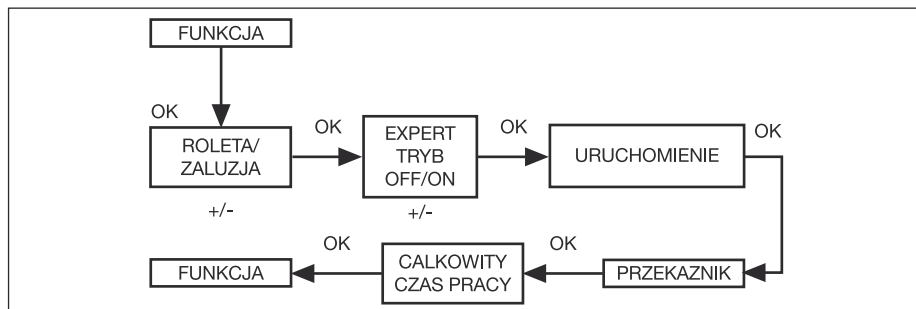 FUNKCJA
OK
ROLETA/
ZALUZJA
+/-
OK
EXPERT
TRYB
OFF/ON
+/-
OK
URUCHOMIENIE
OK
PRZEKAZNIK
OK
CALKOWITY
CZAS PRACY
OK
FUNKCJA